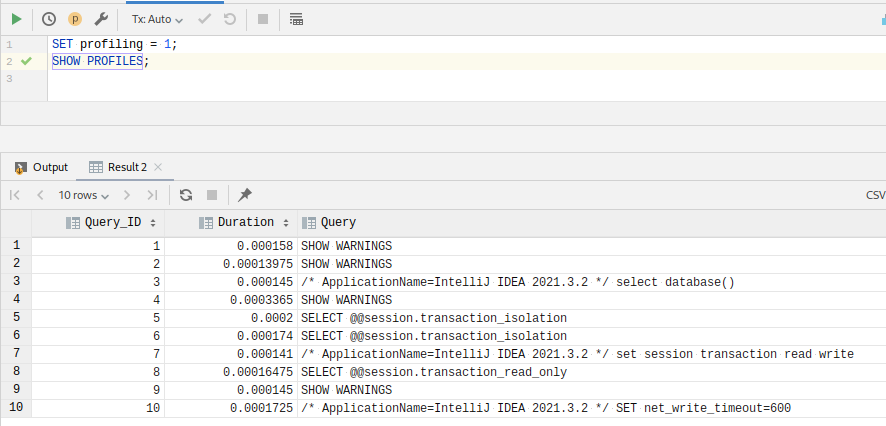 p Tx: Auto
1 SET profiling = 1;
2 SHOW PROFILES;
3
Output Result 2
10 rows CSV
Query_ID Duration Query
1 1 0.000158 SHOW WARNINGS
2 2 0.00013975 SHOW WARNINGS
3 3 0.000145 /* ApplicationName=IntelliJ IDEA 2021.3.2 */ select database()
4 4 0.0003365 SHOW WARNINGS
5 5 0.0002 SELECT @@session.transaction_isolation
6 6 0.000174 SELECT @@session.transaction_isolation
7 7 0.000141 /* ApplicationName=IntelliJ IDEA 2021.3.2 */ set session transaction read write
8 8 0.00016475 SELECT @@session.transaction_read_only
9 9 0.000145 SHOW WARNINGS
10 10 0.0001725 /* ApplicationName=IntelliJ IDEA 2021.3.2 */ SET net_write_timeout=600